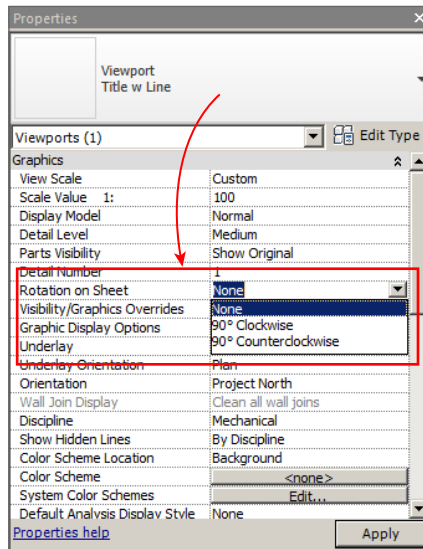 Properties
Viewport
Title w Line
Viewports (1) Edit Type
Graphics
View Scale Custom
Scale Value 1: 100
Display Model Normal
Detail Level Medium
Parts Visibility Show Original
Detail Number 1
Rotation on Sheet None
Visibility/Graphics Overrides None
Graphic Display Options 90° Clockwise
Underlay 90° Counterclockwise
Underlay Orientation Plan
Orientation Project North
Wall Join Display Clean all wall joins
Discipline Mechanical
Show Hidden Lines By Discipline
Color Scheme Location Background
Color Scheme <none>
System Color Schemes Edit...
Default Analysis Display Style None
Properties help Apply